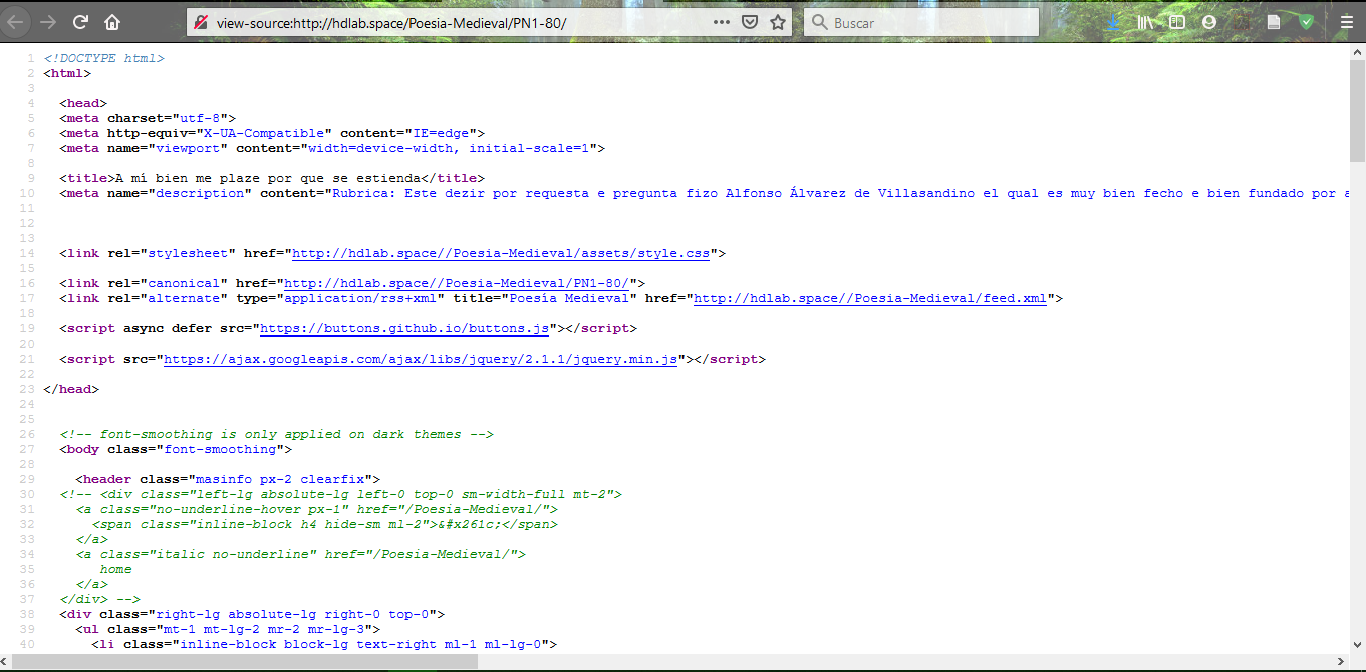 view-source:http://hdlab.space/Poesia-Medieval/PN1-80/
Buscar
1 <!DOCTYPE html>
2 <html>
3
4 <head>
5 <meta charset="utf-8">
6 <meta http-equiv="X-UA-Compatible" content="IE=edge">
7 <meta name="viewport" content="width=device-width, initial-scale=1">
8
9 <title>A mí bien me plaze por que se estienda</title>
10 <meta name="description" content="Rubrica: Este dezir por requesta e pregunta fizo Alfonso Álvarez de Villasandino el qual es muy bien fecho e bien fundado por a
11
12
13
14 <link rel="stylesheet" href="http://hdlab.space//Poesia-Medieval/assets/style.css">
15
16 <link rel="canonical" href="http://hdlab.space//Poesia-Medieval/PN1-80/">
17 <link rel="alternate" type="application/rss+xml" title="Poesía Medieval" href="http://hdlab.space//Poesia-Medieval/feed.xml">
18
19 <script async defer src="https://buttons.github.io/buttons.js"></script>
20
21 <script src="https://ajax.googleapis.com/ajax/libs/jquery/2.1.1/jquery.min.js"></script>
22
23 </head>
24
25
26 <!-- font-smoothing is only applied on dark themes -->
27 <body class="font-smoothing">
28
29 <header class="masinfo px-2 clearfix">
30 <!-- <div class="left-lg absolute-lg left-0 top-0 sm-width-full mt-2">
31 <a class="no-underline-hover px-1" href="/Poesia-Medieval/">
32 <span class="inline-block h4 hide-sm ml-2">&#x261c;</span>
33 </a>
34 <a class="italic no-underline" href="/Poesia-Medieval/">
35 home
36 </a>
37 </div> -->
38 <div class="right-lg absolute-lg right-0 top-0">
39 <ul class="mt-1 mt-lg-2 mr-2 mr-lg-3">
40 <li class="inline-block block-lg text-right ml-1 ml-lg-0">